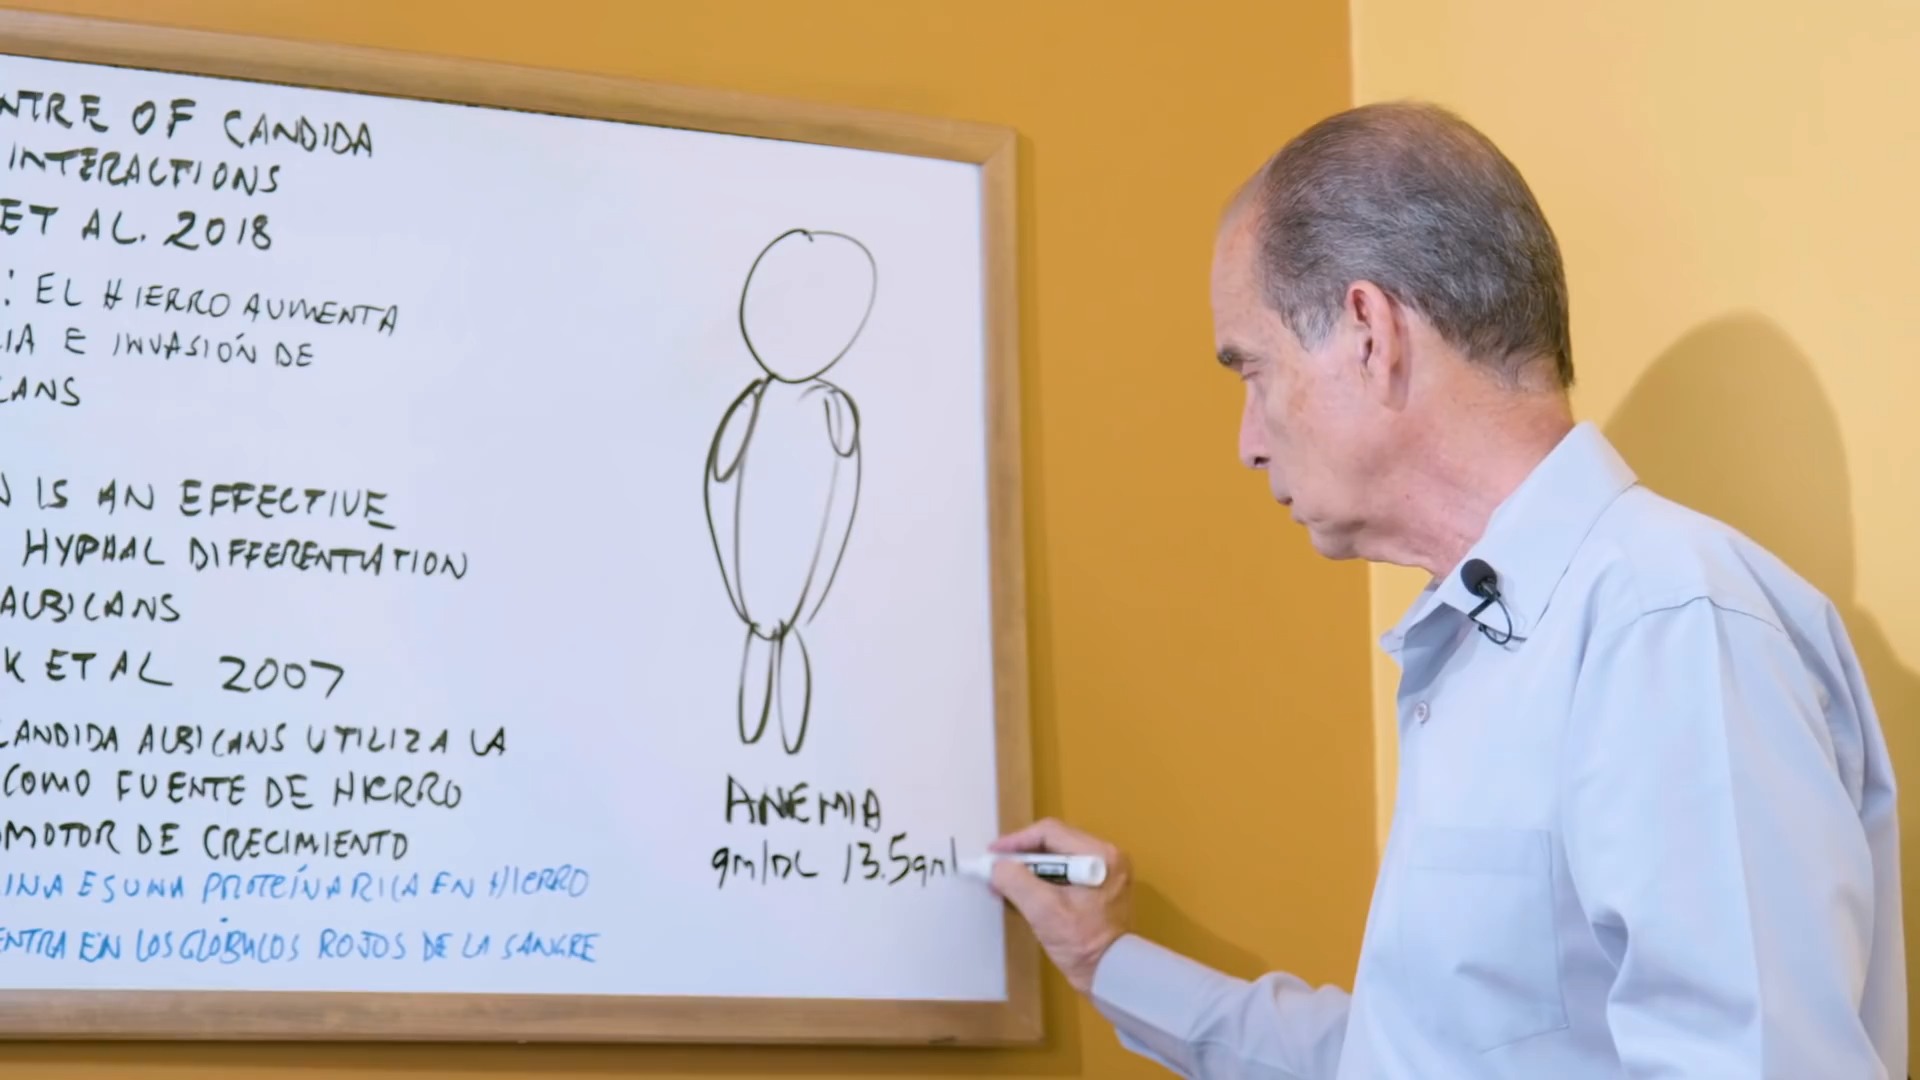 NTRE OF CANDIDA
INTERACTIONS
ET AL. 2018
: EL HIERRO AUMENTA
IA E INVASIÓN DE
CANS
N IS AN EFFECTIVE
HYPHAL DIFFERENTIATION
ALBICANS
K ET AL 2007
CANDIDA ALBICANS UTILIZA LA
COMO FUENTE DE HIERRO
OMOTOR DE CRECIMIENTO
INA ES UNA PROTEÍNA RICA EN HIERRO
ENTRA EN LOS GLÓBULOS ROJOS DE LA SANGRE
ANEMIA
gm/DL 13.5gm/